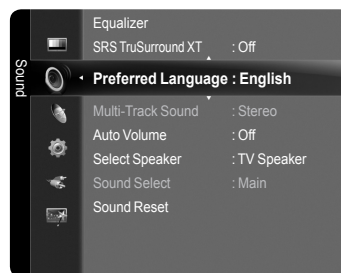 Sound
Equalizer
SRS TruSurround XT : Off
Preferred Language : English
Multi-Track Sound : Stereo
Auto Volume : Off
Select Speaker : TV Speaker
Sound Select : Main
Sound Reset